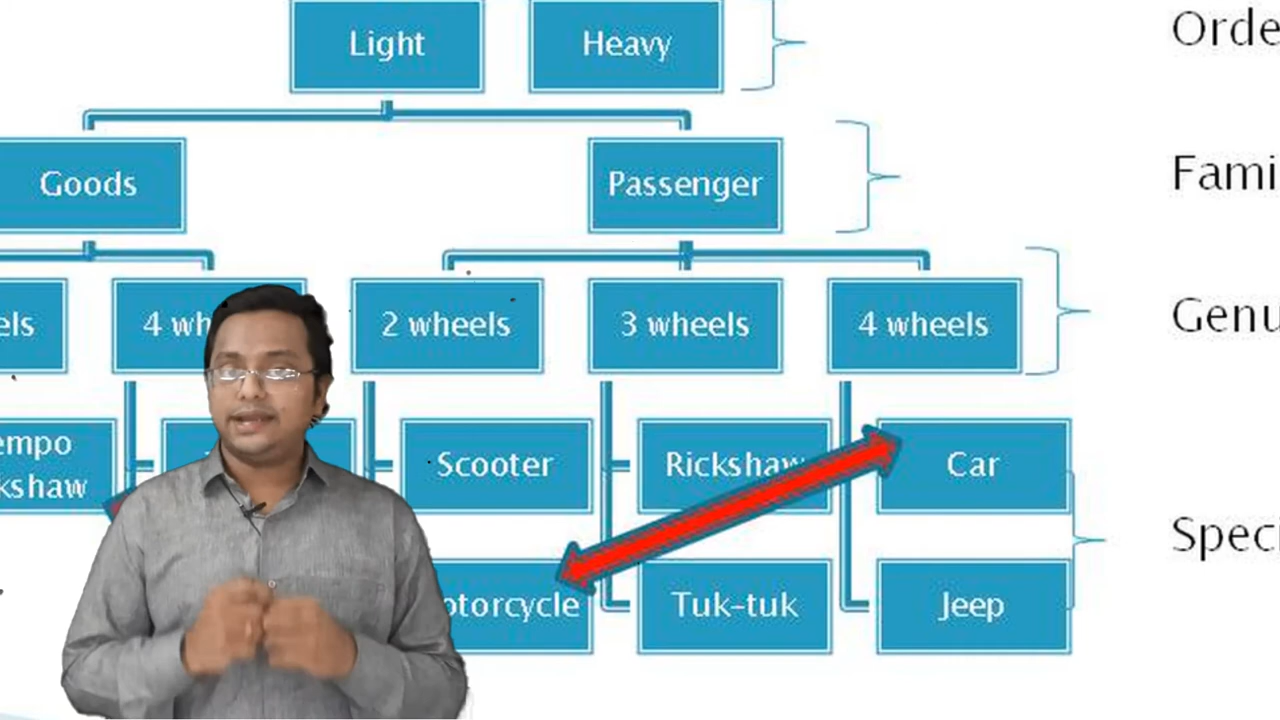 Light
Heavy
Orde
Goods
Passenger
Fami
els
4 wh
2 wheels
3 wheels
4 wheels
Genu
empo
kshaw
Scooter
Rickshaw
Car
Speci
otorcycle
Tuk-tuk
Jeep